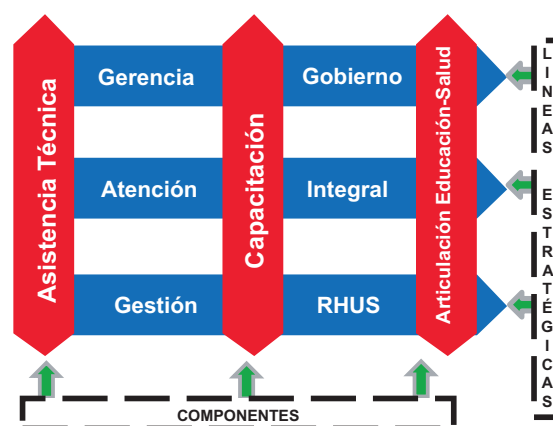 Asistencia Técnica
Capacitación
Articulación Educación-Salud
Gerencia Gobierno
Atención Integral
Gestión RHUS
LINEAS ESTRATÉGICAS
COMPONENTES